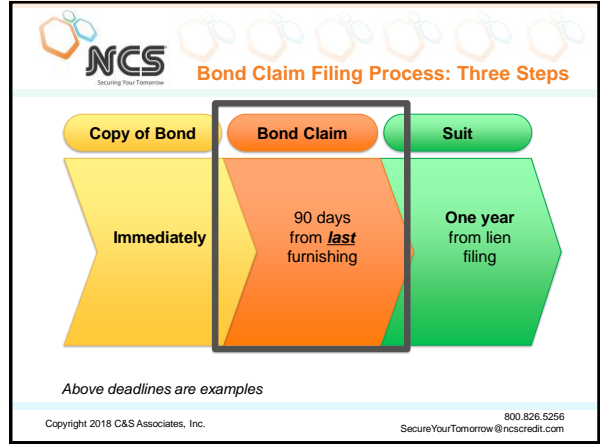 NCS
Securing Your Tomorrow
Bond Claim Filing Process: Three Steps
Copy of Bond
Bond Claim
Suit
Immediately
90 days
from last
furnishing
One year
from lien
filing
Above deadlines are examples
Copyright 2018 C&S Associates, Inc.
800.826.5256
SecureYourTomorrow@ncscredit.com